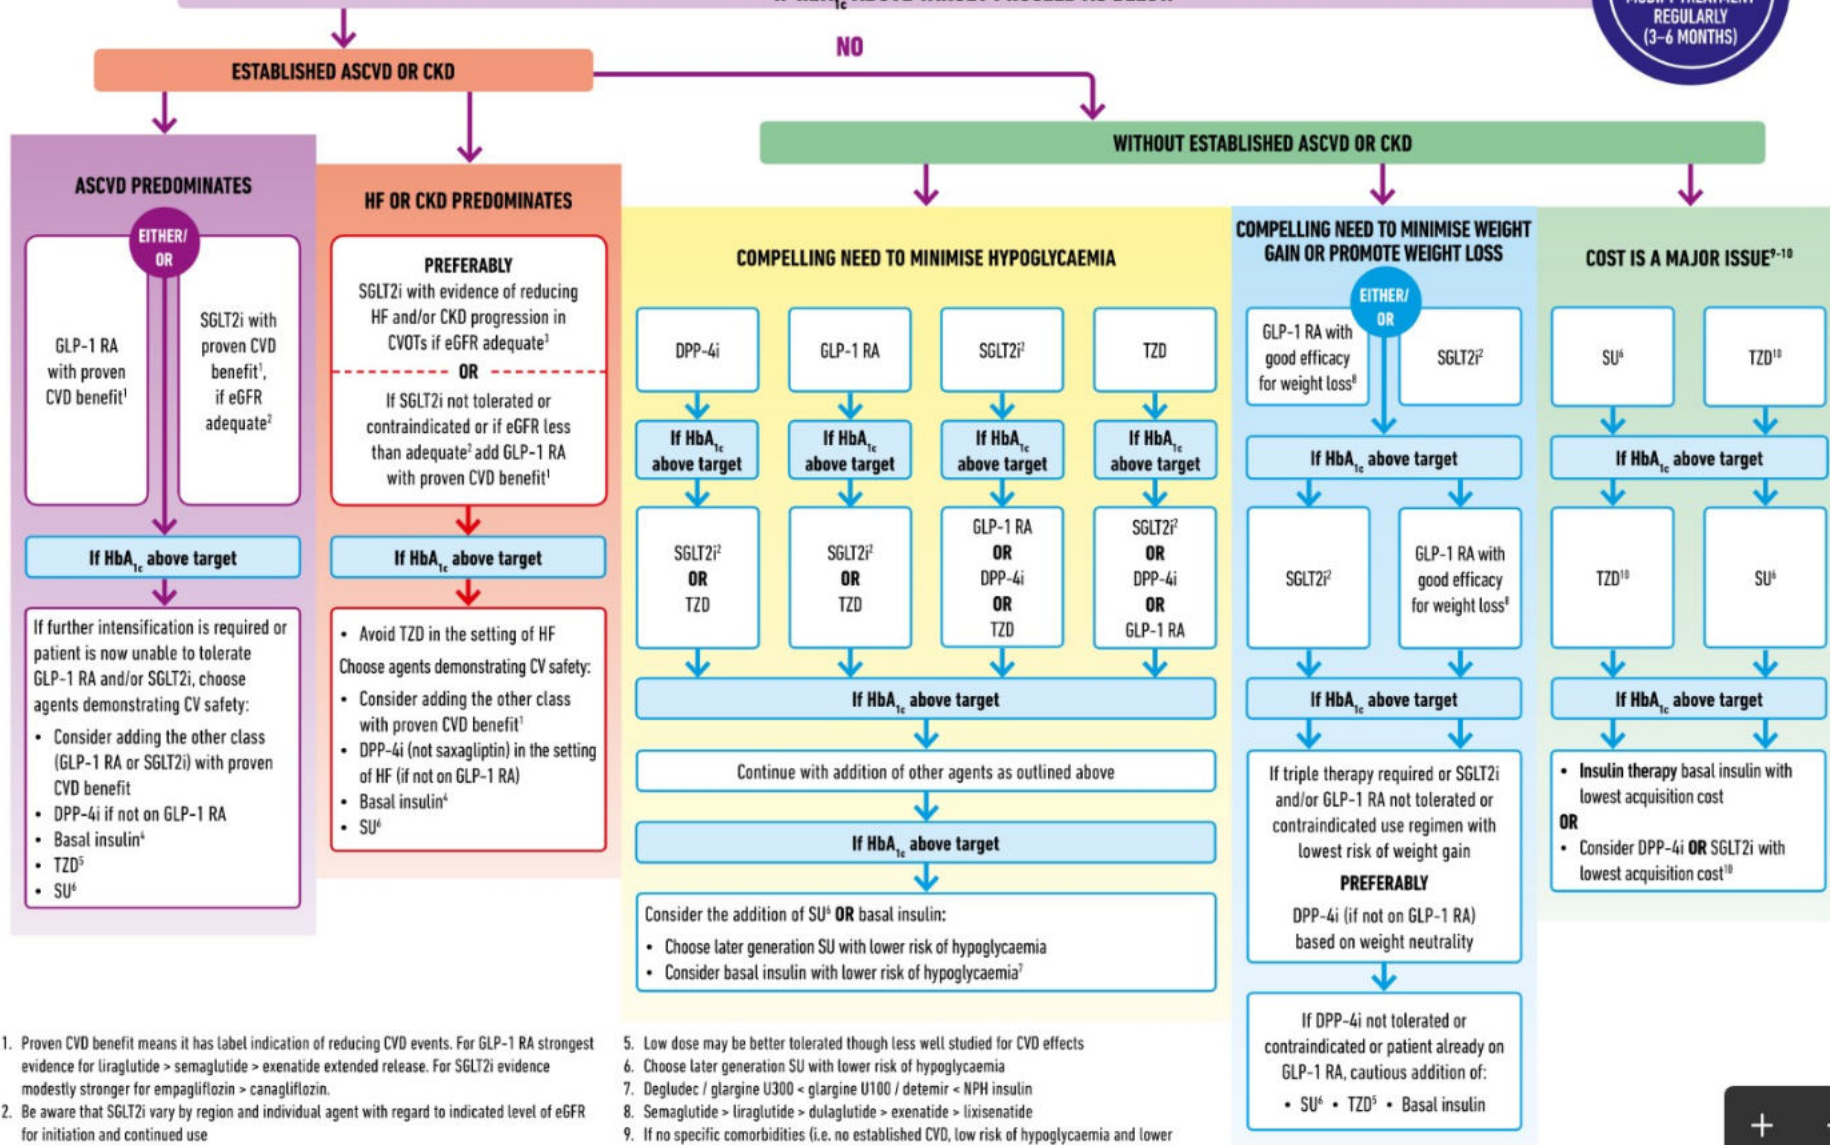 REGULARLY
(3–6 MONTHS)
NO
ESTABLISHED ASCVD OR CKD
WITHOUT ESTABLISHED ASCVD OR CKD
ASCVD PREDOMINATES
EITHER/
OR
GLP-1 RA
with proven
CVD benefit¹
SGLT2i with
proven CVD
benefit¹,
if eGFR
adequate²
If HbA1c above target
If further intensification is required or
patient is now unable to tolerate
GLP-1 RA and/or SGLT2i, choose
agents demonstrating CV safety:
• Consider adding the other class
(GLP-1 RA or SGLT2i) with proven
CVD benefit
• DPP-4i if not on GLP-1 RA
• Basal insulin⁴
• TZD⁵
• SU⁶
HF OR CKD PREDOMINATES
PREFERABLY
SGLT2i with evidence of reducing
HF and/or CKD progression in
CVOTs if eGFR adequate³
OR
If SGLT2i not tolerated or
contraindicated or if eGFR less
than adequate² add GLP-1 RA
with proven CVD benefit¹
If HbA1c above target
• Avoid TZD in the setting of HF
Choose agents demonstrating CV safety:
• Consider adding the other class
with proven CVD benefit¹
• DPP-4i (not saxagliptin) in the setting
of HF (if not on GLP-1 RA)
• Basal insulin⁴
• SU⁶
COMPELLING NEED TO MINIMISE HYPOGLYCAEMIA
DPP-4i
GLP-1 RA
SGLT2i²
TZD
If HbA1c
above target
If HbA1c
above target
If HbA1c
above target
If HbA1c
above target
SGLT2i²
OR
TZD
SGLT2i²
OR
TZD
GLP-1 RA
OR
DPP-4i
OR
TZD
SGLT2i²
OR
DPP-4i
OR
GLP-1 RA
If HbA1c above target
Continue with addition of other agents as outlined above
If HbA1c above target
Consider the addition of SU⁶ OR basal insulin:
• Choose later generation SU with lower risk of hypoglycaemia
• Consider basal insulin with lower risk of hypoglycaemia⁷
COMPELLING NEED TO MINIMISE WEIGHT
GAIN OR PROMOTE WEIGHT LOSS
EITHER/
OR
GLP-1 RA with
good efficacy
for weight loss⁸
SGLT2i²
If HbA1c above target
SGLT2i²
GLP-1 RA with
good efficacy
for weight loss⁸
If HbA1c above target
If triple therapy required or SGLT2i
and/or GLP-1 RA not tolerated or
contraindicated use regimen with
lowest risk of weight gain
PREFERABLY
DPP-4i (if not on GLP-1 RA)
based on weight neutrality
If DPP-4i not tolerated or
contraindicated or patient already on
GLP-1 RA, cautious addition of:
• SU⁶ • TZD⁵ • Basal insulin
COST IS A MAJOR ISSUE⁹⁻¹⁰
SU⁶
TZD¹⁰
If HbA1c above target
TZD¹⁰
SU⁶
If HbA1c above target
• Insulin therapy basal insulin with
lowest acquisition cost
OR
• Consider DPP-4i OR SGLT2i with
lowest acquisition cost¹⁰
1. Proven CVD benefit means it has label indication of reducing CVD events. For GLP-1 RA strongest
evidence for liraglutide > semaglutide > exenatide extended release. For SGLT2i evidence
modestly stronger for empagliflozin > canagliflozin.
2. Be aware that SGLT2i vary by region and individual agent with regard to indicated level of eGFR
for initiation and continued use
5. Low dose may be better tolerated though less well studied for CVD effects
6. Choose later generation SU with lower risk of hypoglycaemia
7. Degludec / glargine U300 < glargine U100 / detemir < NPH insulin
8. Semaglutide > liraglutide > dulaglutide > exenatide > lixisenatide
9. If no specific comorbidities (i.e. no established CVD, low risk of hypoglycaemia and lower